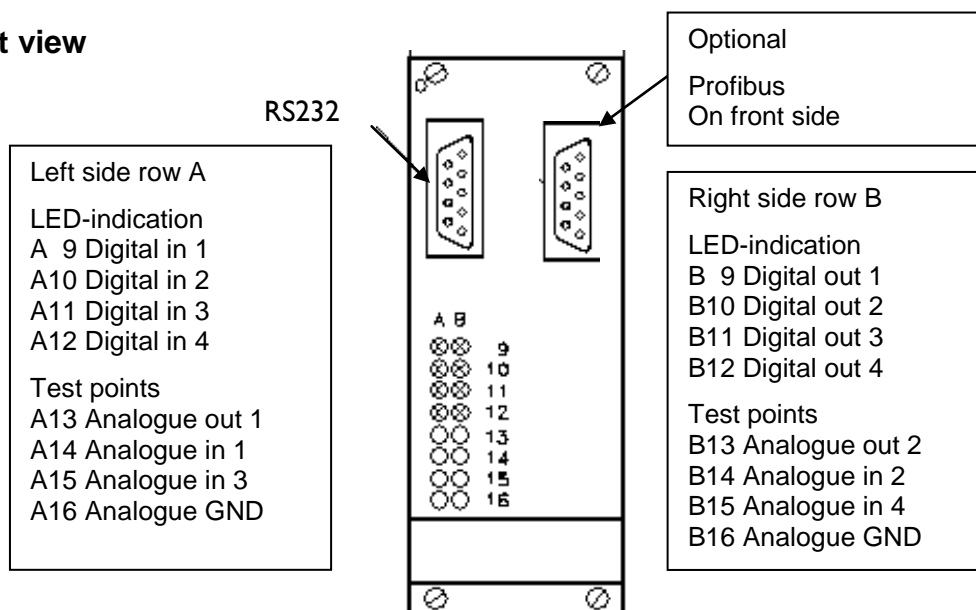 t view
RS232
Optional
Profibus
On front side
Left side row A
LED-indication
A 9 Digital in 1
A10 Digital in 2
A11 Digital in 3
A12 Digital in 4
Test points
A13 Analogue out 1
A14 Analogue in 1
A15 Analogue in 3
A16 Analogue GND
A B
9
10
11
12
13
14
15
16
Right side row B
LED-indication
B 9 Digital out 1
B10 Digital out 2
B11 Digital out 3
B12 Digital out 4
Test points
B13 Analogue out 2
B14 Analogue in 2
B15 Analogue in 4
B16 Analogue GND